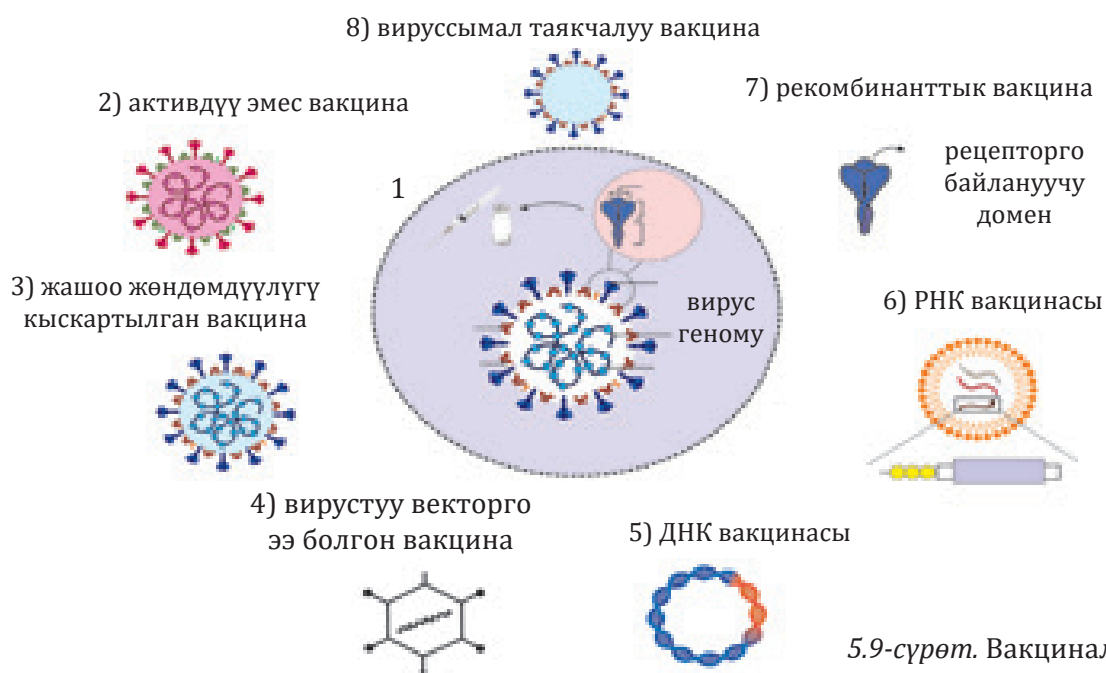 8) вируссымал таякчалуу вакцина
2) активдүү эмес вакцина
7) рекомбинанттык вакцина
рецепторго
байлануучу
домен
1
3) жашоо жөндөмдүүлүгү
кыскартылган вакцина
вирус
геному
6) РНК вакцинасы
4) вирустуу векторго
ээ болгон вакцина
5) ДНК вакцинасы
5.9-сүрөт. Вакцинал